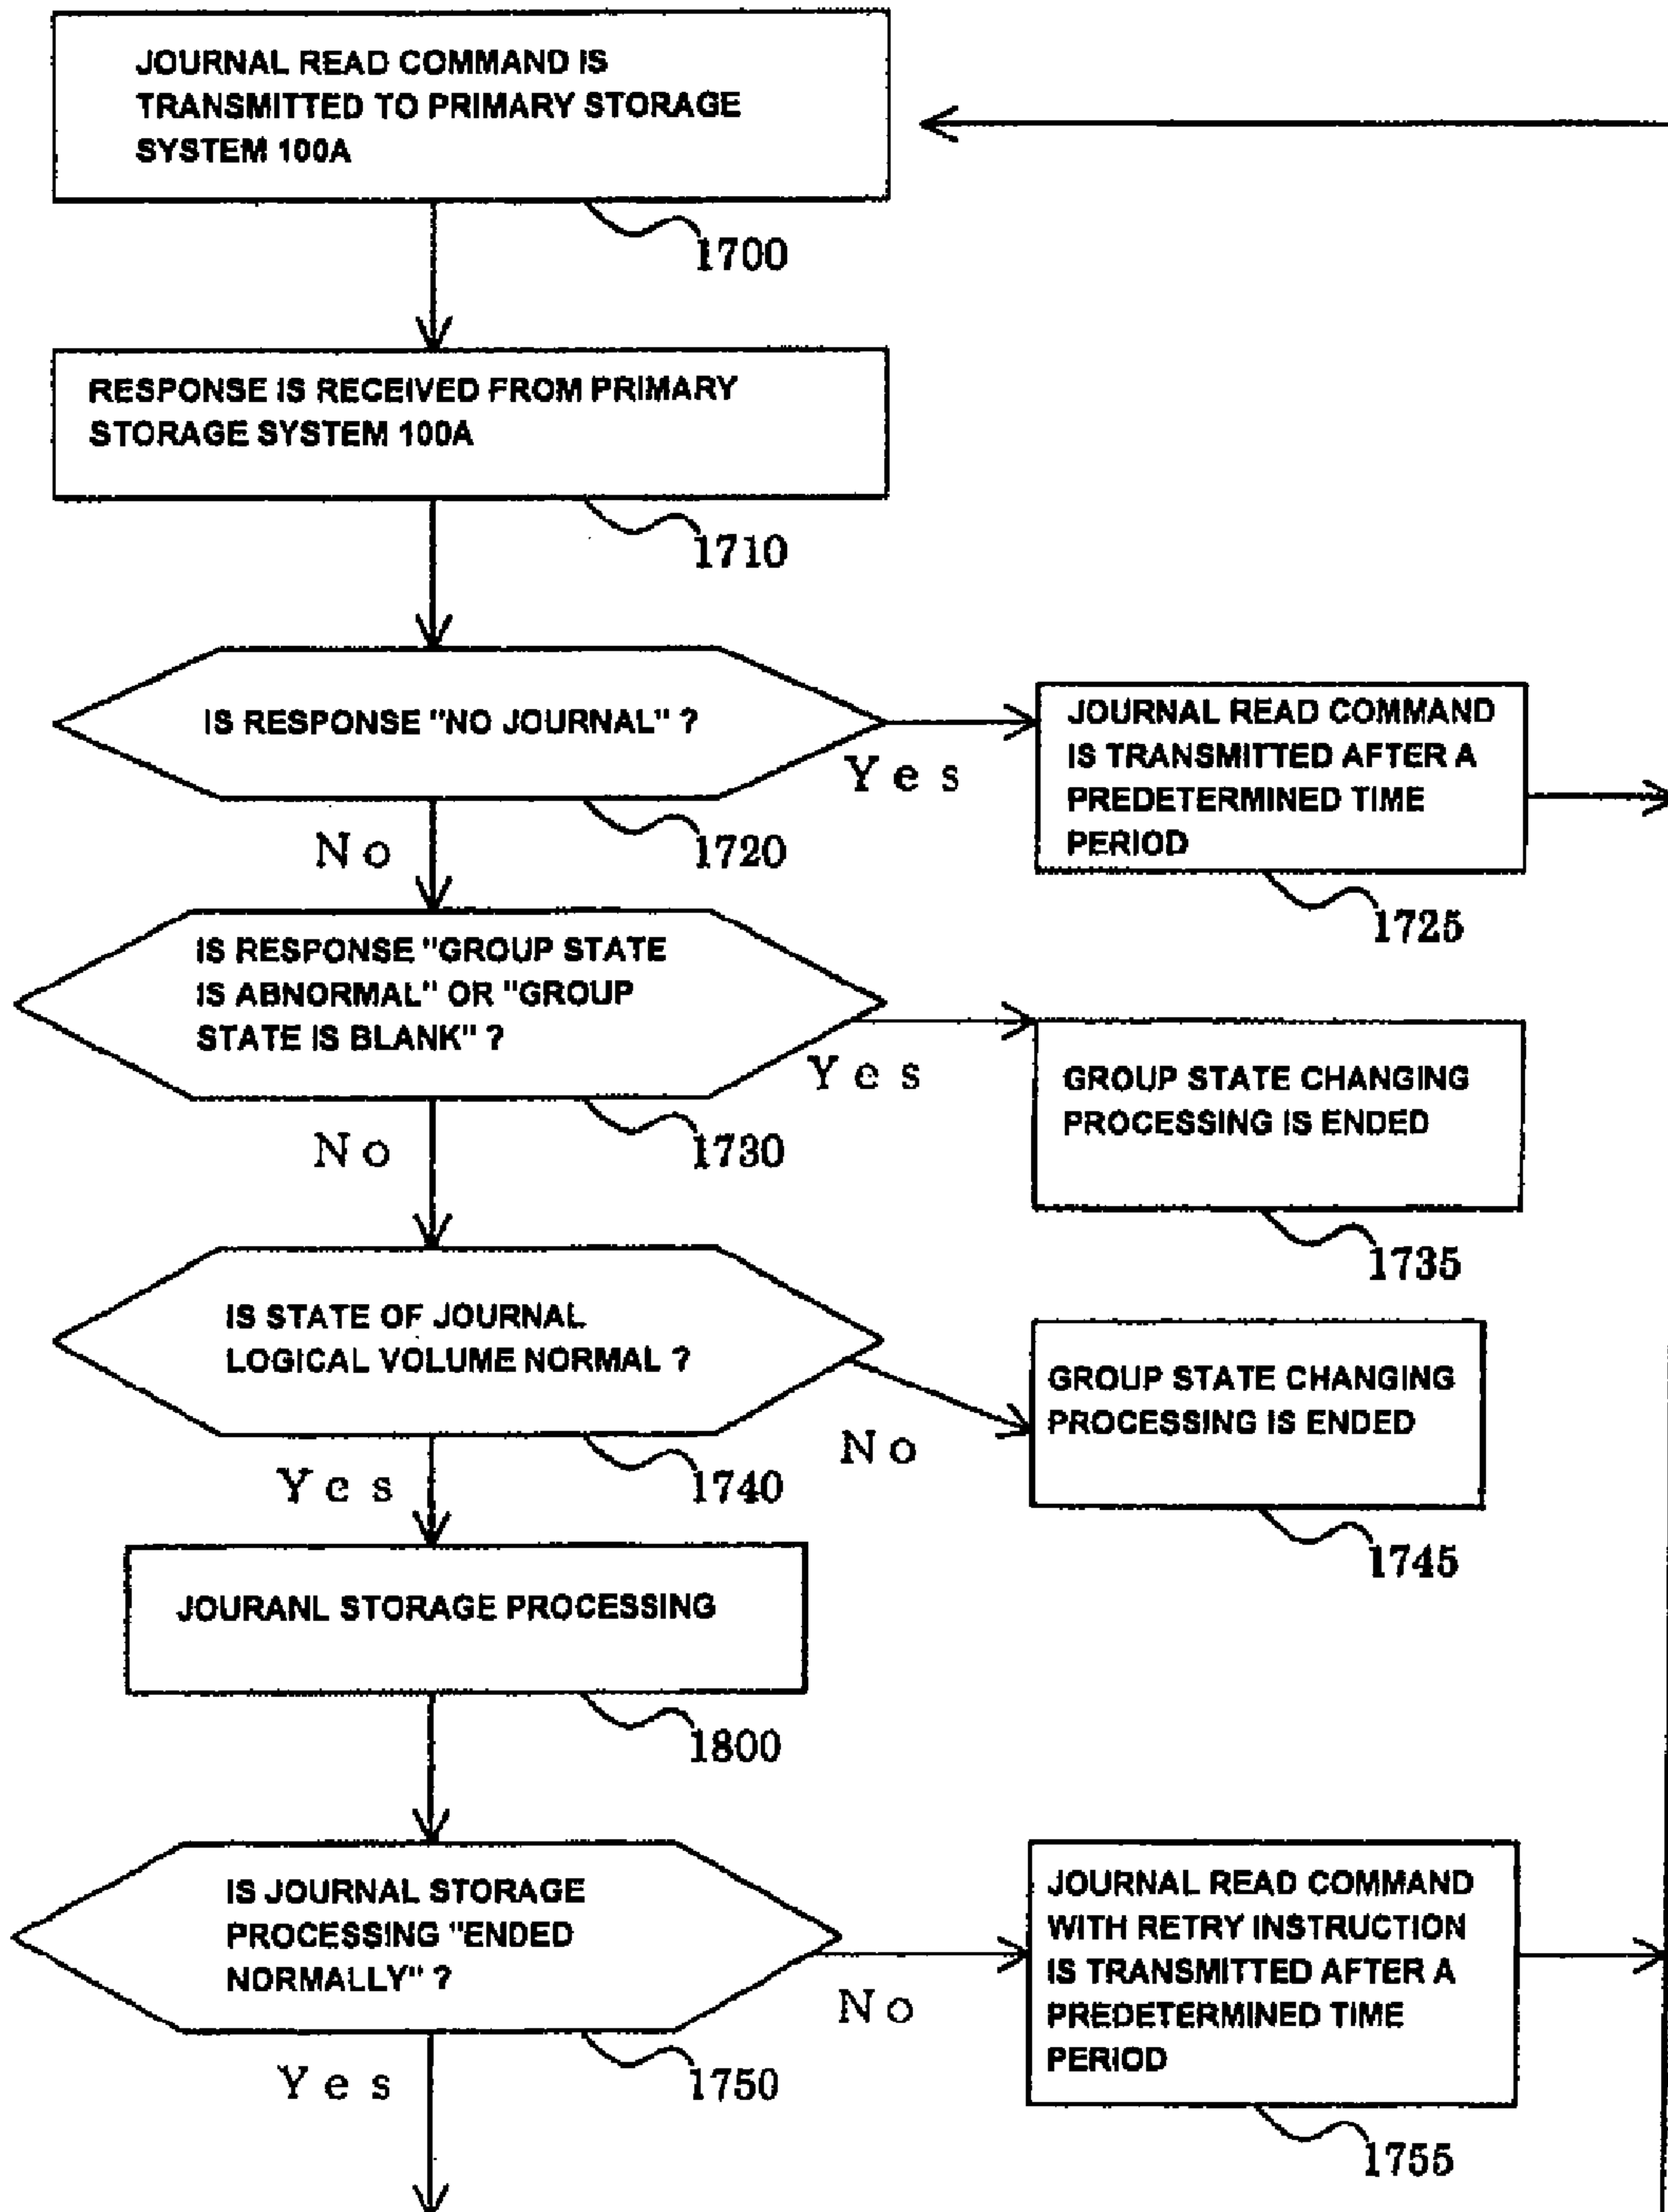 JOURNAL READ COMMAND IS
TRANSMITTED TO PRIMARY STORAGE
SYSTEM 100A
1700
RESPONSE IS RECEIVED FROM PRIMARY
STORAGE SYSTEM 100A
1710
IS RESPONSE "NO JOURNAL" ?
Yes
No
1720
JOURNAL READ COMMAND
IS TRANSMITTED AFTER A
PREDETERMINED TIME
PERIOD
1725
IS RESPONSE "GROUP STATE
IS ABNORMAL" OR "GROUP
STATE IS BLANK" ?
Yes
No
1730
GROUP STATE CHANGING
PROCESSING IS ENDED
1735
IS STATE OF JOURNAL
LOGICAL VOLUME NORMAL ?
No
Yes
1740
GROUP STATE CHANGING
PROCESSING IS ENDED
1745
JOURANL STORAGE PROCESSING
1800
IS JOURNAL STORAGE
PROCESSING "ENDED
NORMALLY" ?
No
Yes
1750
JOURNAL READ COMMAND
WITH RETRY INSTRUCTION
IS TRANSMITTED AFTER A
PREDETERMINED TIME
PERIOD
1755